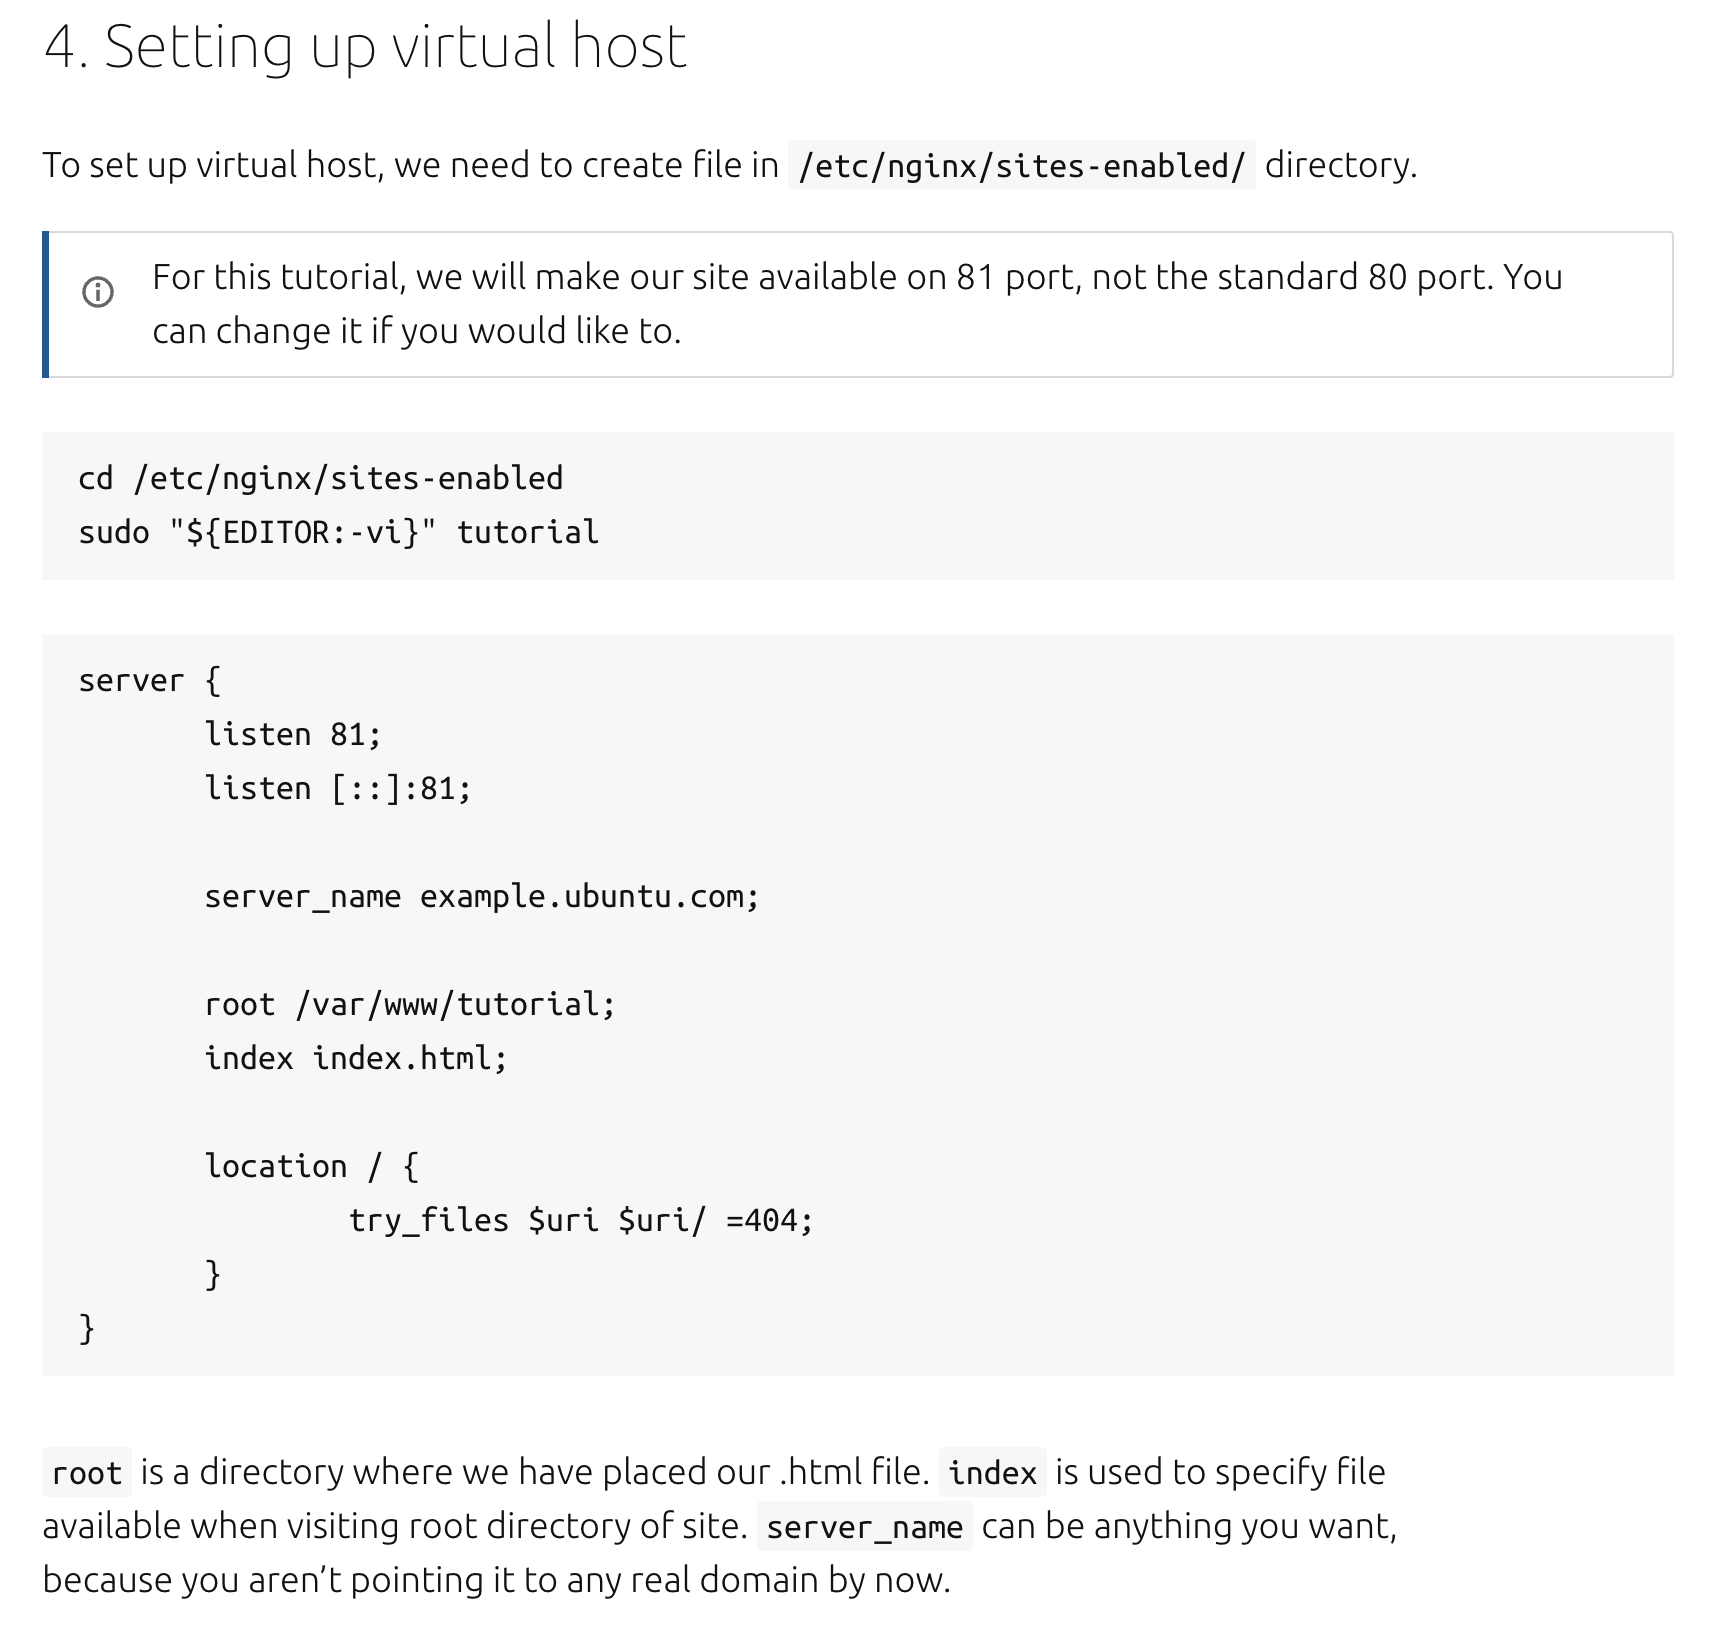 4. Setting up virtual host
To set up virtual host, we need to create file in /etc/nginx/sites-enabled/ directory.
For this tutorial, we will make our site available on 81 port, not the standard 80 port. You
can change it if you would like to.
cd /etc/nginx/sites-enabled
sudo "${EDITOR:-vi}" tutorial
server {
listen 81;
listen [::]:81;
server_name example.ubuntu.com;
root /var/www/tutorial;
index index.html;
location / {
try_files $uri $uri/ =404;
}
}
root is a directory where we have placed our .html file. index is used to specify file
available when visiting root directory of site. server_name can be anything you want,
because you aren’t pointing it to any real domain by now.